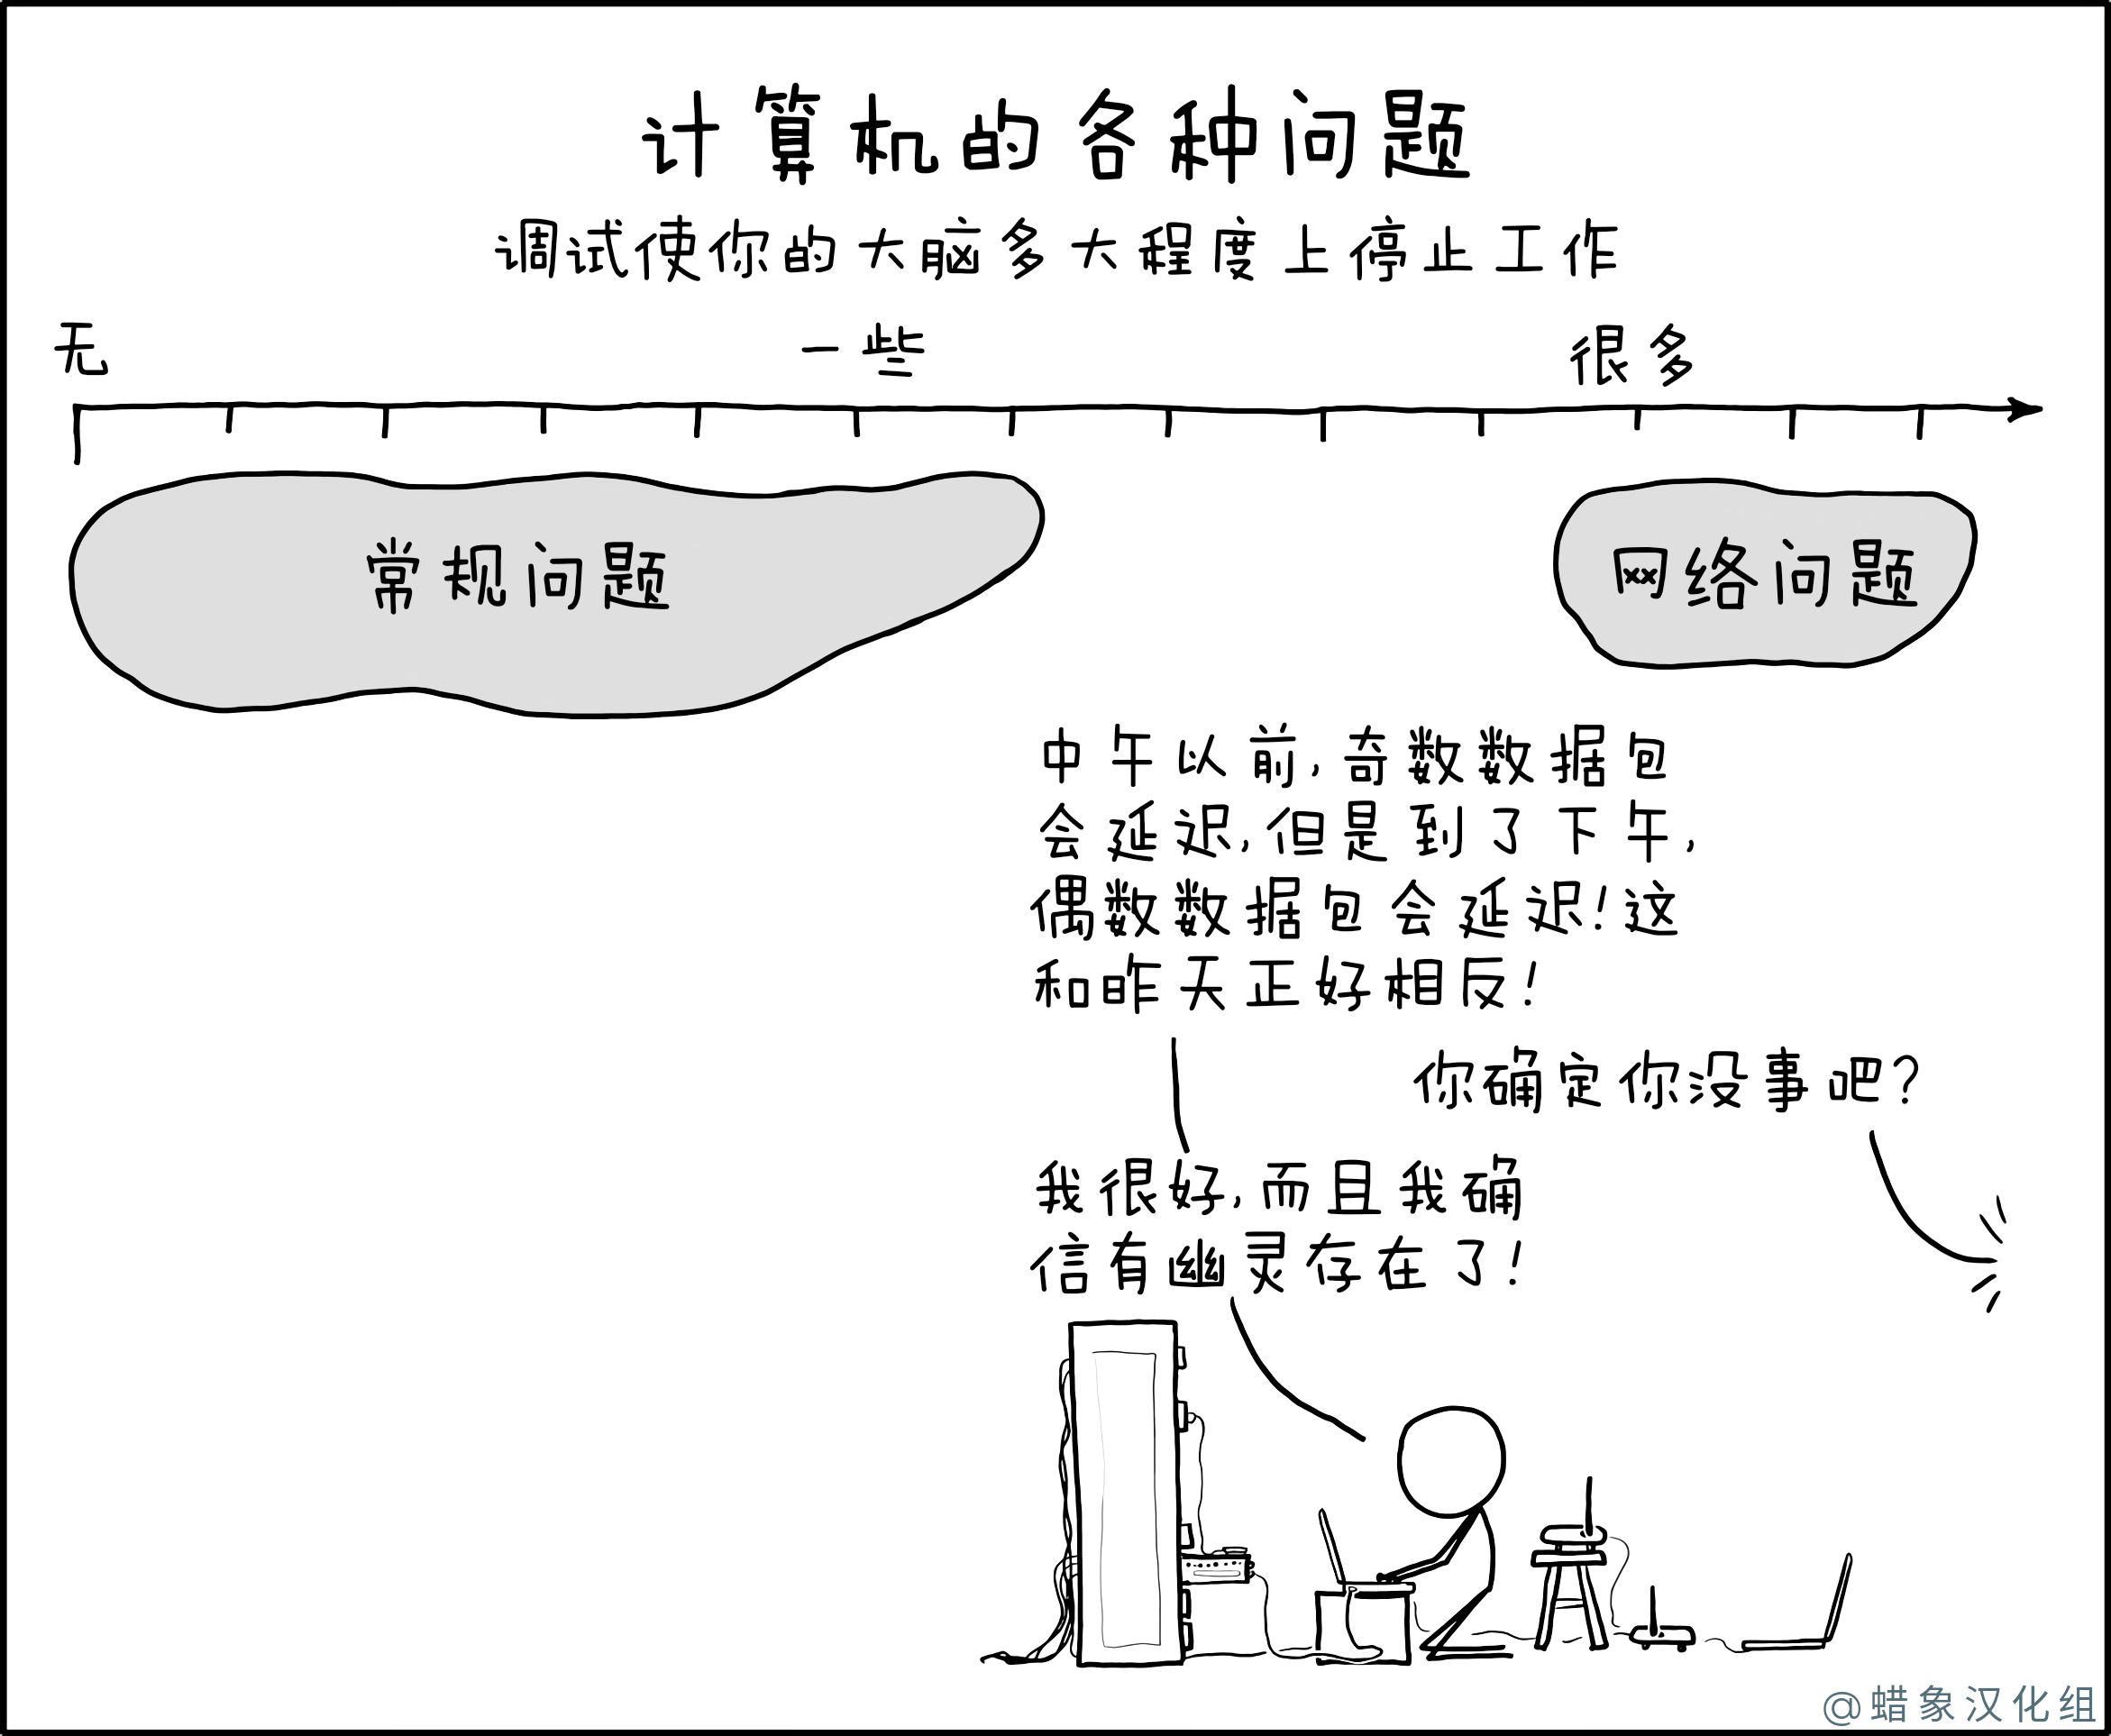 计算机的各种问题
调试使你的大脑多大程度上停止工作
无 一些 很多
常规问题 网络问题
中午以前,奇数数据包
会延迟,但是到了下午,
偶数数据包会延迟!这
和昨天正好相反!
你确定你没事吧?
我很好,而且我确
信有幽灵存在了!
@蜡象汉化组